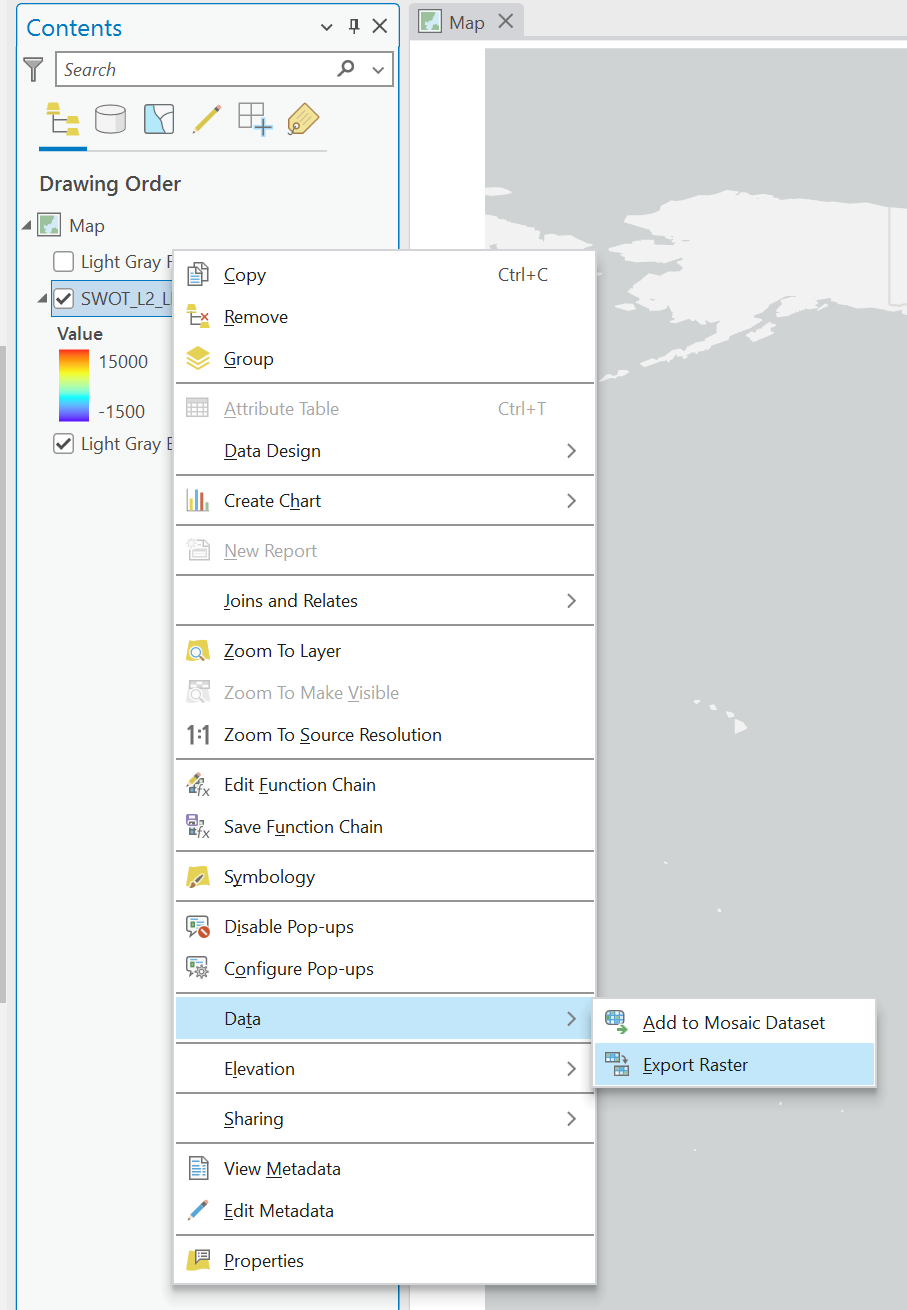 Contents
Map
Search
Drawing Order
Map
Light Gray
SWOT_L2_L
Value
15000
-1500
Light Gray
Copy Ctrl+C
Remove
Group
Attribute Table Ctrl+T
Data Design
Create Chart
New Report
Joins and Relates
Zoom To Layer
Zoom To Make Visible
1:1 Zoom To Source Resolution
Edit Function Chain
Save Function Chain
Symbology
Disable Pop-ups
Configure Pop-ups
Data
Add to Mosaic Dataset
Export Raster
Elevation
Sharing
View Metadata
Edit Metadata
Properties